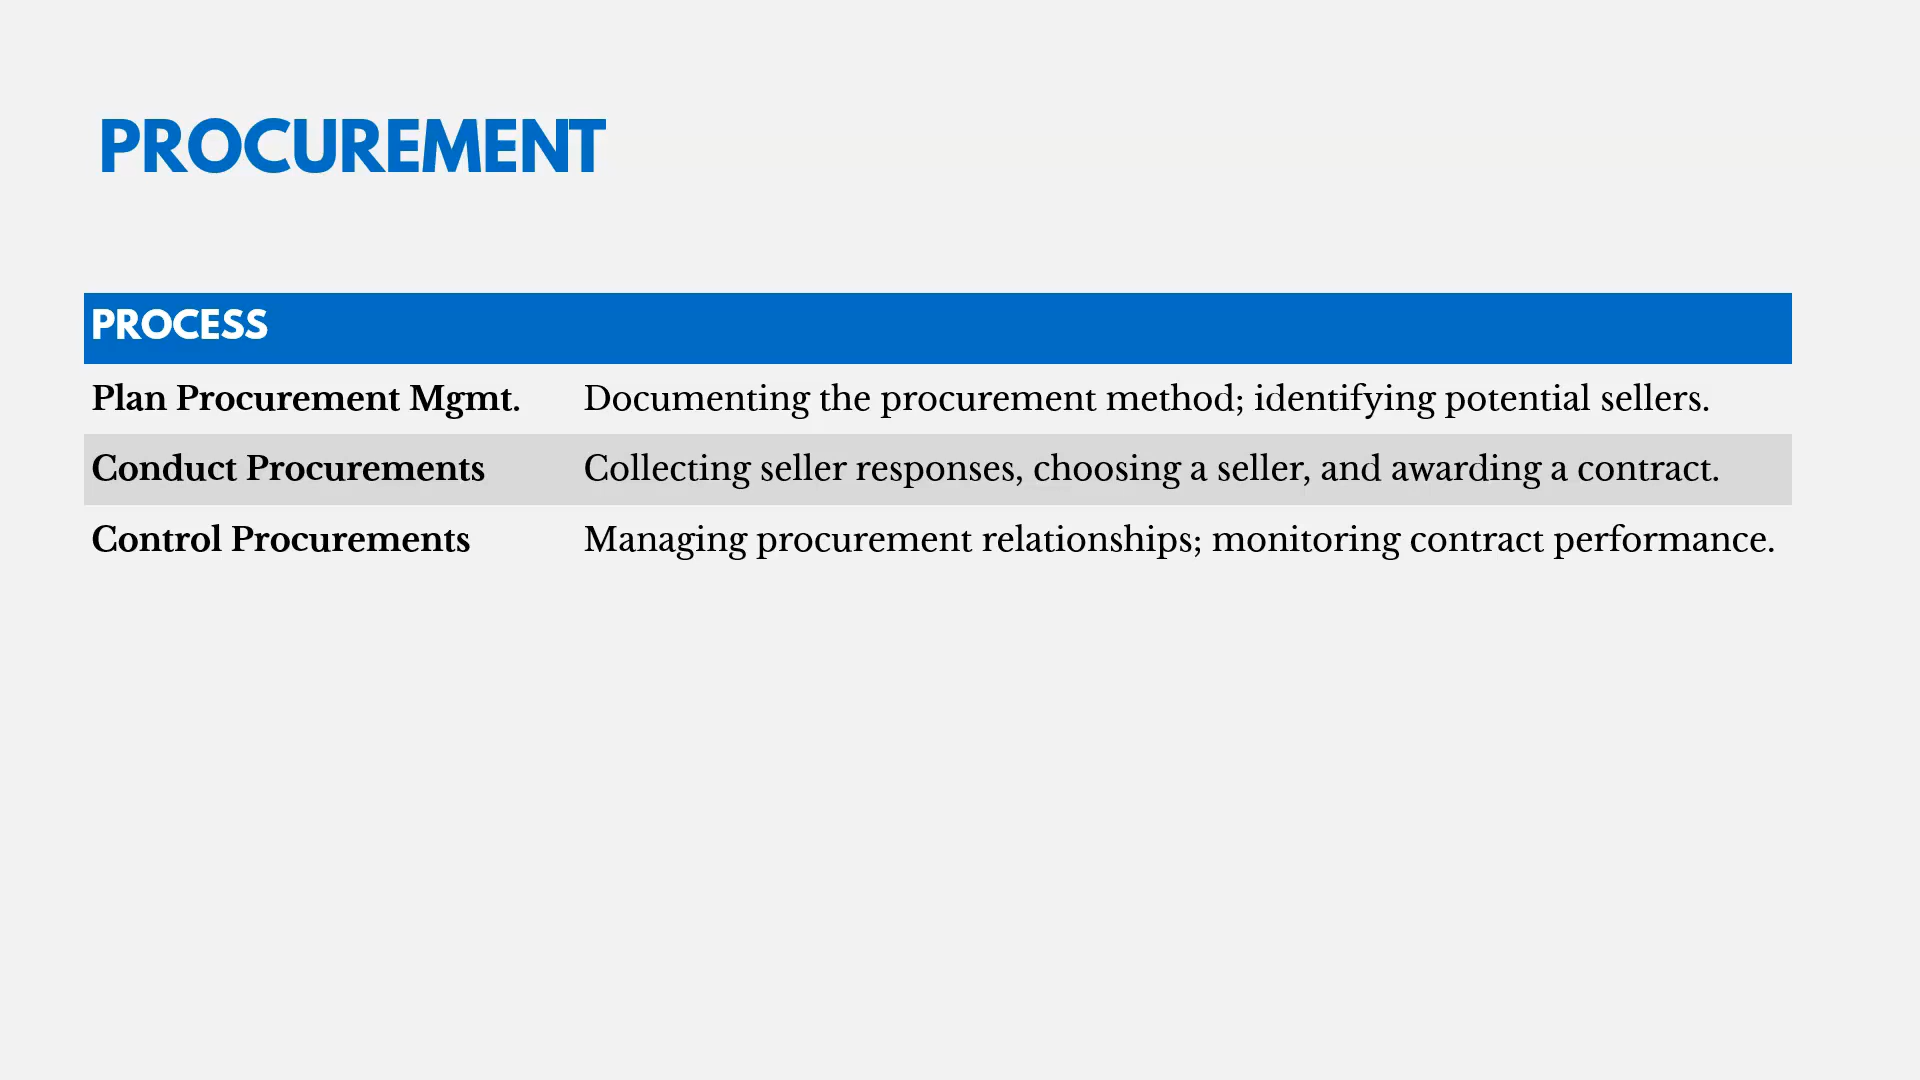 PROCUREMENT
PROCESS
Plan Procurement Mgmt. Documenting the procurement method; identifying potential sellers.
Conduct Procurements Collecting seller responses, choosing a seller, and awarding a contract.
Control Procurements Managing procurement relationships; monitoring contract performance.